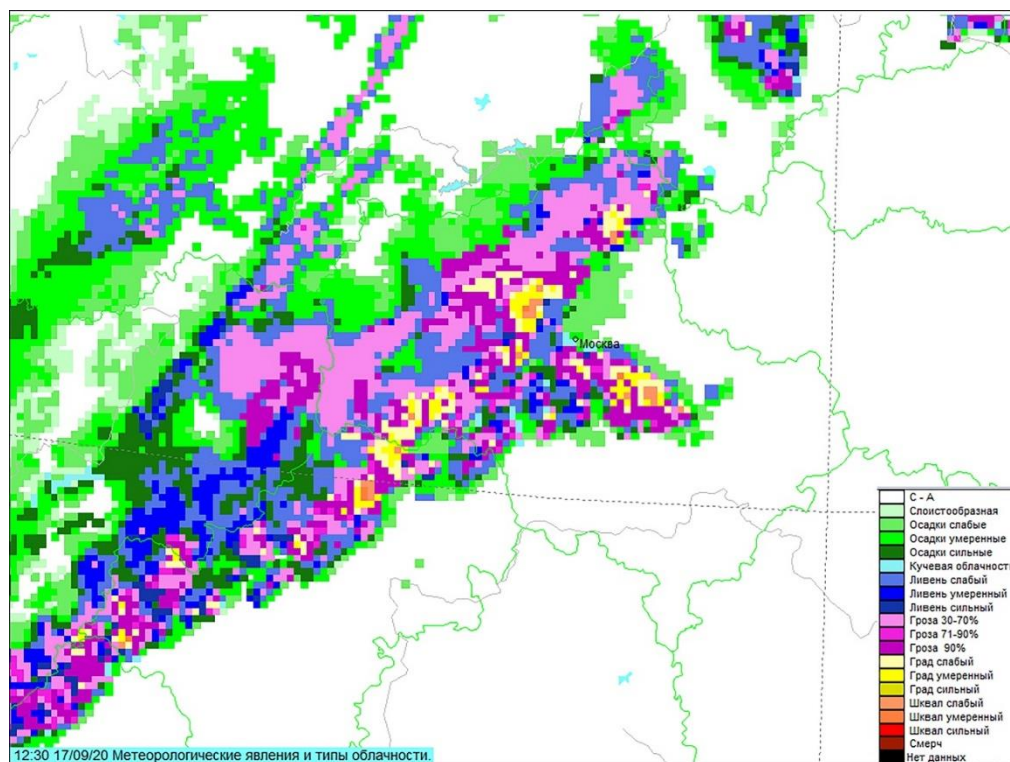 Москва
С - А
Слоистообразная
Осадки слабые
Осадки умеренные
Осадки сильные
Кучевая облачность
Ливень слабый
Ливень умеренный
Ливень сильный
Гроза 30-70%
Гроза 71-90%
Гроза 90%
Град слабый
Град умеренный
Град сильный
Шквал слабый
Шквал умеренный
Шквал сильный
Смерч
Нет данных
12:30 17/09/20 Метеорологические явления и типы облачности.